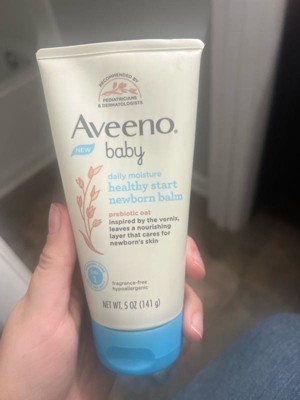 RECOMMENDED BY
PEDIATRICIANS
& DERMATOLOGISTS
Aveeno®
NEW
baby
daily moisture
healthy start
newborn balm
prebiotic oat
inspired by the vernix,
leaves a nourishing
layer that cares for
newborn's skin
fragrance-free
hypoallergenic
NET WT. 5 OZ (141 g)